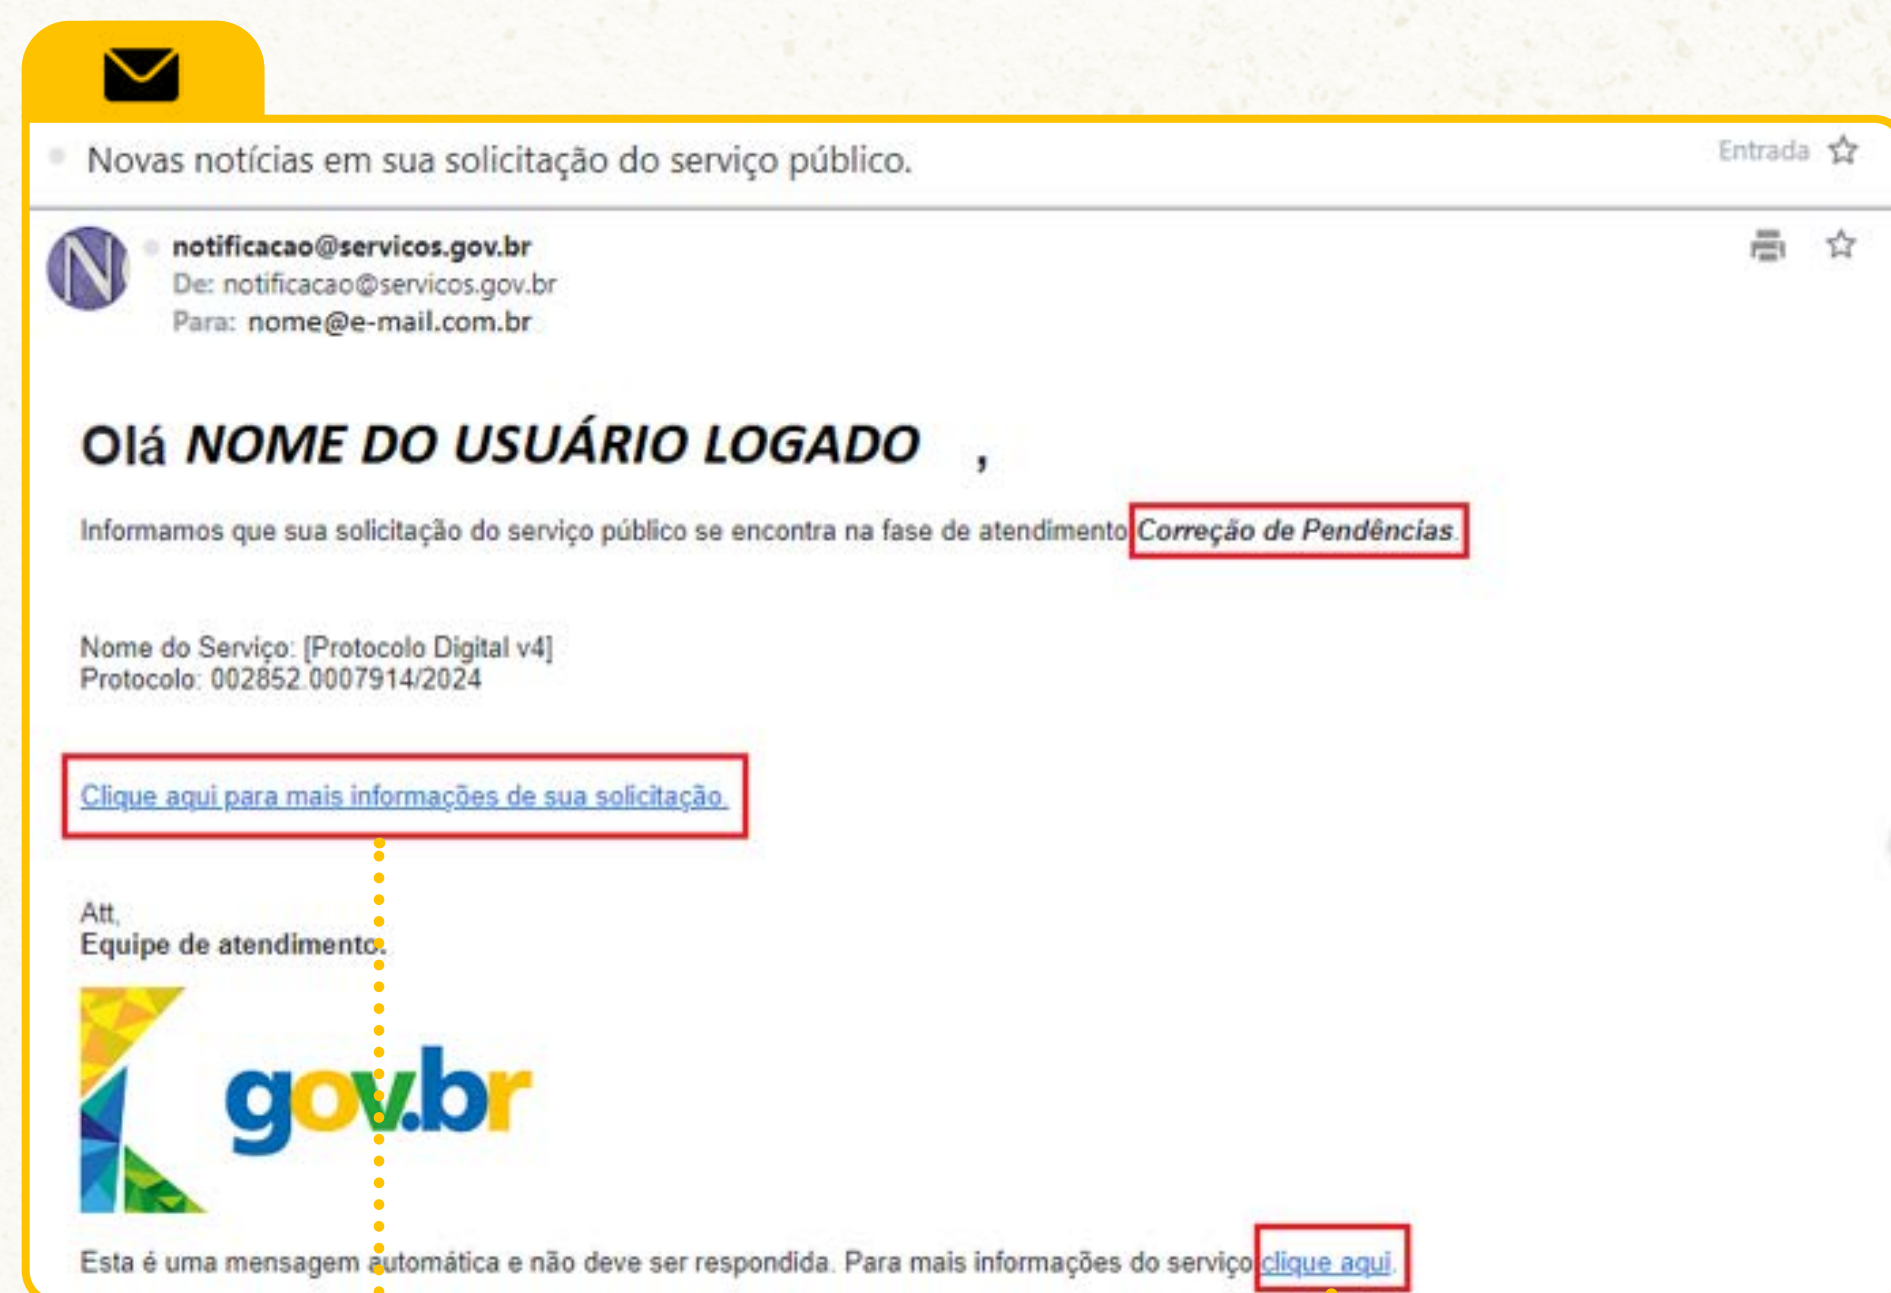 Novas notícias em sua solicitação do serviço público.
Entrada
N
notificacao@servicos.gov.br
De: notificacao@servicos.gov.br
Para: nome@e-mail.com.br
Olá NOME DO USUÁRIO LOGADO ,
Informamos que sua solicitação do serviço público se encontra na fase de atendimento Correção de Pendências.
Nome do Serviço: [Protocolo Digital v4]
Protocolo: 002852.0007914/2024
Clique aqui para mais informações de sua solicitação.
Att,
Equipe de atendimento.
gov.br
Esta é uma mensagem automática e não deve ser respondida. Para mais informações do serviço clique aqui.